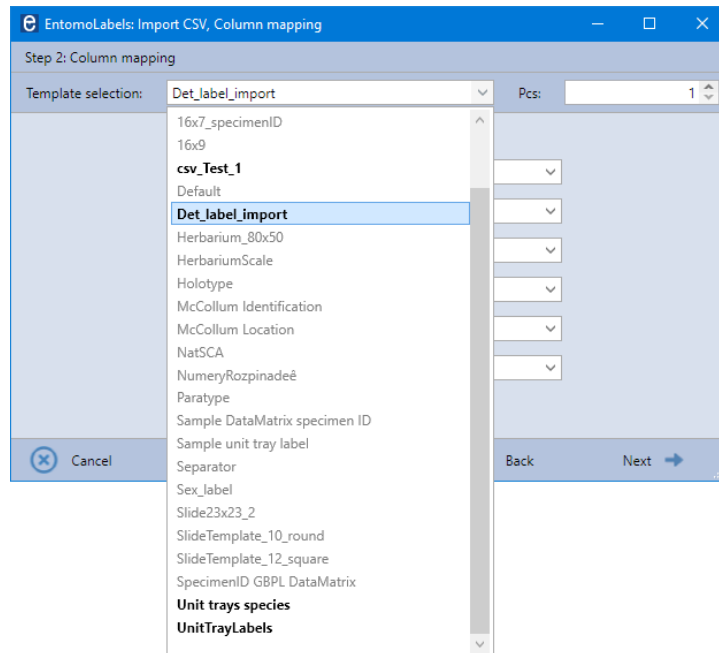 EntomoLabels: Import CSV, Column mapping
Step 2: Column mapping
Template selection: Det_label_import Pcs: 1
16x7_specimenID
16x9
csv_Test_1
Default
Det_label_import
Herbarium_80x50
HerbariumScale
Holotype
McCollum Identification
McCollum Location
NatSCA
NumeryRozpinadeê
Paratype
Sample DataMatrix specimen ID
Sample unit tray label
Separator
Sex_label
Slide23x23_2
SlideTemplate_10_round
SlideTemplate_12_square
SpecimenID GBPL DataMatrix
Unit trays species
UnitTrayLabels
Cancel Back Next